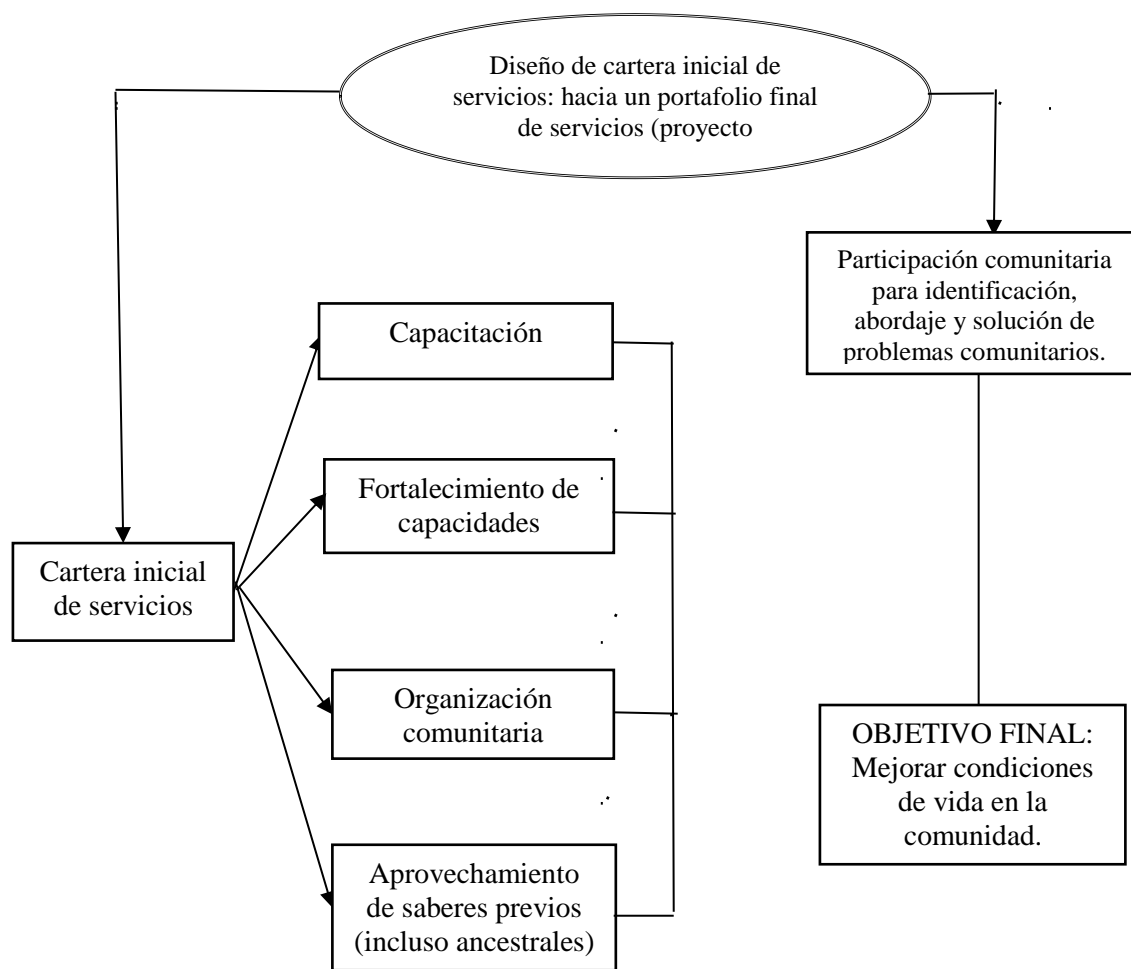 Diseño de cartera inicial de
servicios: hacia un portafolio final
de servicios (proyecto
Participación comunitaria
para identificación,
abordaje y solución de
problemas comunitarios.
Capacitación
Fortalecimiento de
capacidades
Cartera inicial
de servicios
Organización
comunitaria
OBJETIVO FINAL:
Mejorar condiciones
de vida en la
comunidad.
Aprovechamiento
de saberes previos
(incluso ancestrales)